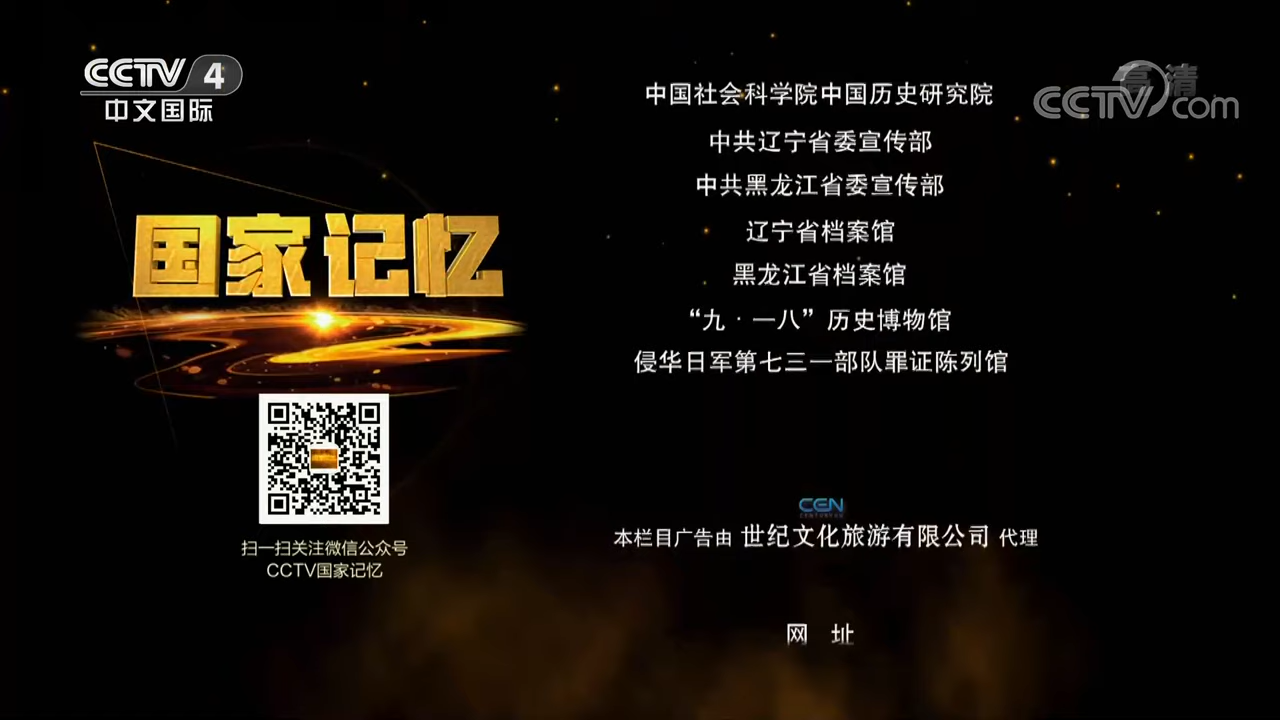 CCTV 4
中文国际
高清
CCTV.com
国家记忆
扫一扫关注微信公众号
CCTV国家记忆
中国社会科学院中国历史研究院
中共辽宁省委宣传部
中共黑龙江省委宣传部
辽宁省档案馆
黑龙江省档案馆
“九·一八”历史博物馆
侵华日军第七三一部队罪证陈列馆
CEN
本栏目广告由 世纪文化旅游有限公司 代理
网 址